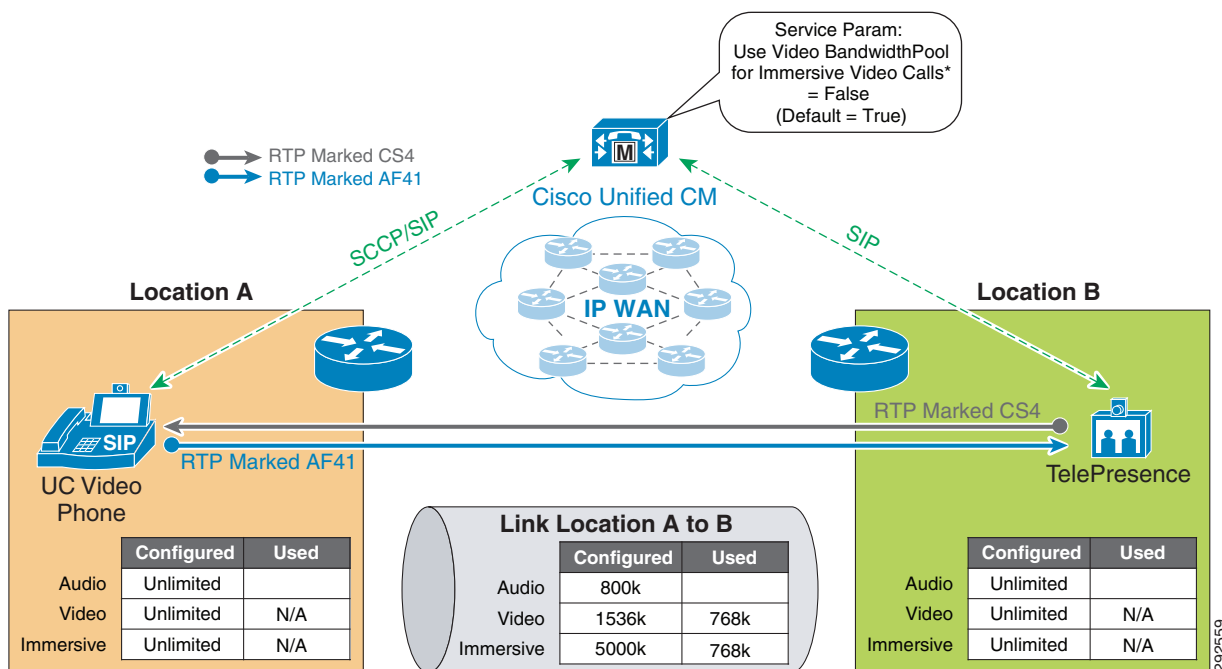 Service Param:
Use Video BandwidthPool
for Immersive Video Calls*
= False
(Default = True)
RTP Marked CS4
RTP Marked AF41
M
Cisco Unified CM
SCCP/SIP
SIP
IP WAN
Location A
Location B
RTP Marked CS4
SIP
RTP Marked AF41
UC Video
Phone
TelePresence
Configured Used
Audio Unlimited
Video Unlimited N/A
Immersive Unlimited N/A
Link Location A to B
Configured Used
Audio 800k
Video 1536k 768k
Immersive 5000k 768k
Configured Used
Audio Unlimited
Video Unlimited N/A
Immersive Unlimited N/A